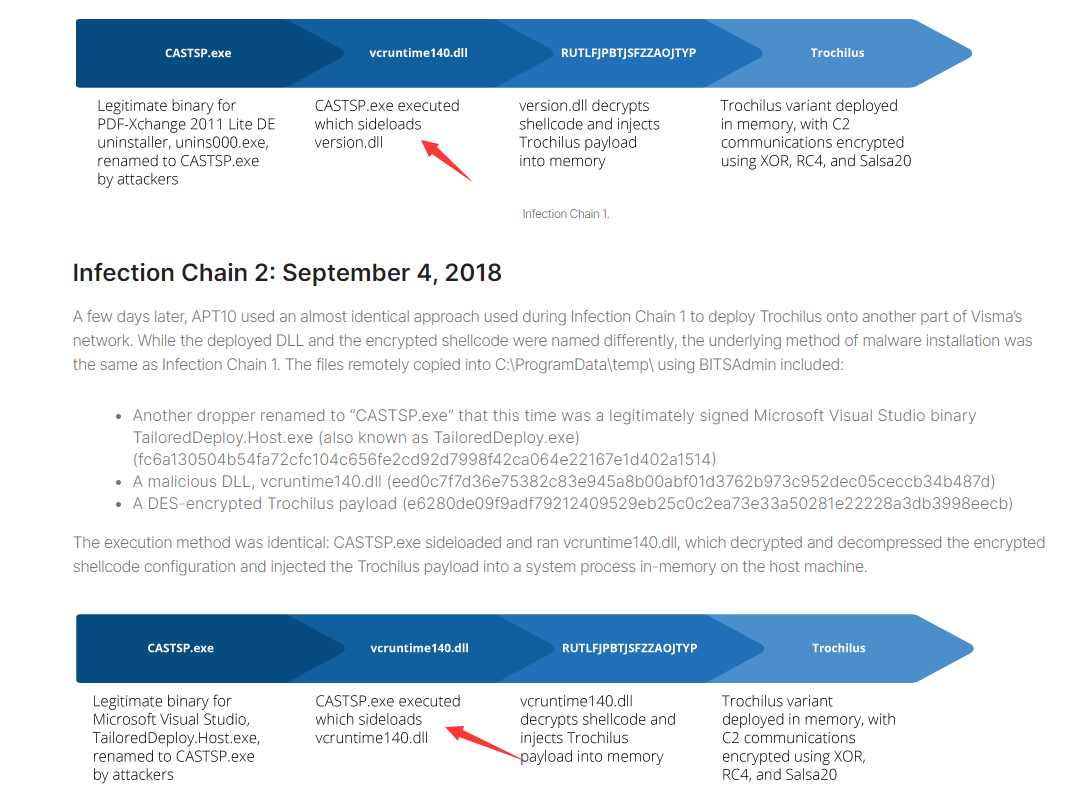 CASTSP.exe
vcruntime140.dll
RUTLFJPBTJSFZZAOJTYP
Trochilus
Legitimate binary for
PDF-Xchange 2011 Lite DE
uninstaller, unins000.exe,
renamed to CASTSP.exe
by attackers
CASTSP.exe executed
which sideloads
version.dll
version.dll decrypts
shellcode and injects
Trochilus payload
into memory
Trochilus variant deployed
in memory, with C2
communications encrypted
using XOR, RC4, and Salsa20
Infection Chain 1.
Infection Chain 2: September 4, 2018
A few days later, APT10 used an almost identical approach used during Infection Chain 1 to deploy Trochilus onto another part of Visma's
network. While the deployed DLL and the encrypted shellcode were named differently, the underlying method of malware installation was
the same as Infection Chain 1. The files remotely copied into C:\ProgramData\temp\ using BITSAdmin included:
• Another dropper renamed to “CASTSP.exe” that this time was a legitimately signed Microsoft Visual Studio binary
TailoredDeploy.Host.exe (also known as TailoredDeploy.exe)
(fc6a130504b54fa72cfc104c656fe2cd92d7998f42ca064e22167e1d402a1514)
• A malicious DLL, vcruntime140.dll (eed0c7f7d36e75382c83e945a8b00abf01d3762b973c952dec05ceccb34b487d)
• A DES-encrypted Trochilus payload (e6280de09f9adf79212409529eb25c0c2ea73e33a50281e22228a3db3998eecb)
The execution method was identical: CASTSP.exe sideloaded and ran vcruntime140.dll, which decrypted and decompressed the encrypted
shellcode configuration and injected the Trochilus payload into a system process in-memory on the host machine.
CASTSP.exe
vcruntime140.dll
RUTLFJPBTJSFZZAOJTYP
Trochilus
Legitimate binary for
Microsoft Visual Studio,
TailoredDeploy.Host.exe,
renamed to CASTSP.exe
by attackers
CASTSP.exe executed
which sideloads
vcruntime140.dll
vcruntime140.dll
decrypts shellcode and
injects Trochilus
payload into memory
Trochilus variant
deployed in memory, with
C2 communications
encrypted using XOR,
RC4, and Salsa20